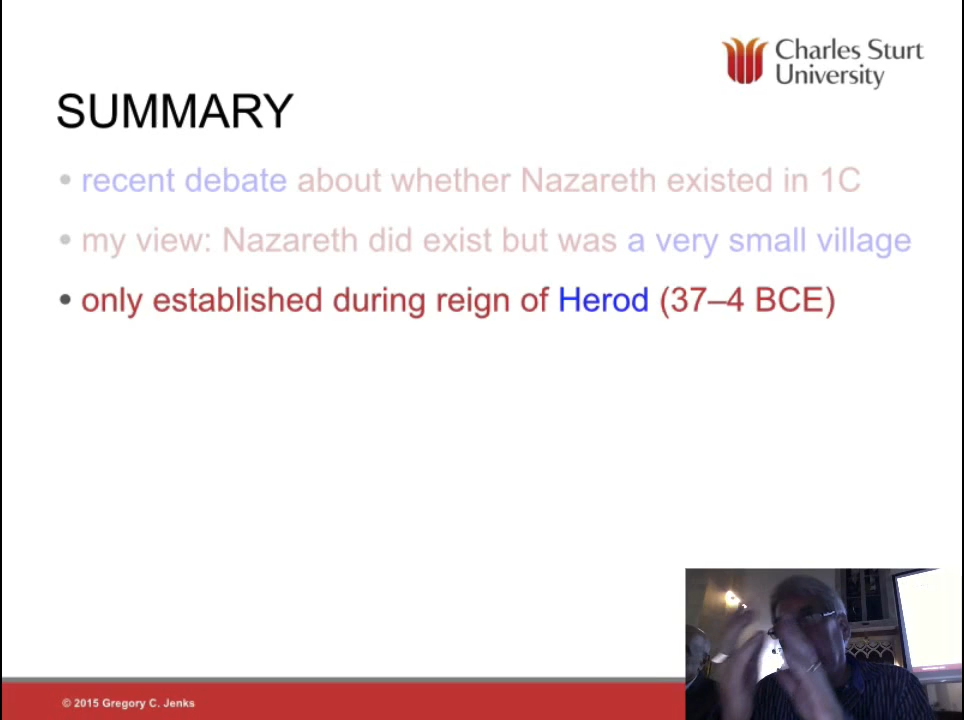 Charles Sturt
University
SUMMARY
• recent debate about whether Nazareth existed in 1C
• my view: Nazareth did exist but was a very small village
• only established during reign of Herod (37–4 BCE)
© 2015 Gregory C. Jenks